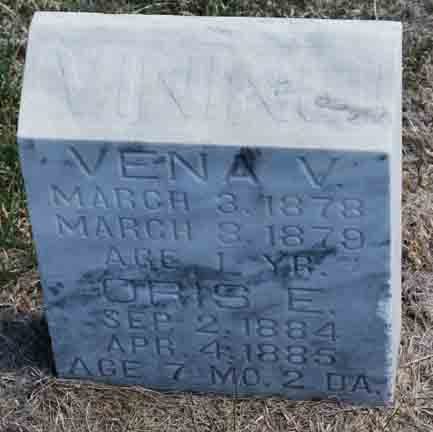 VENA V.
MARCH 3, 1878
MARCH 8, 1879
AGE 1 YR.
ORIS E.
SEP. 2, 1884
APR. 4, 1885
AGE 7 MO. 2 DA.